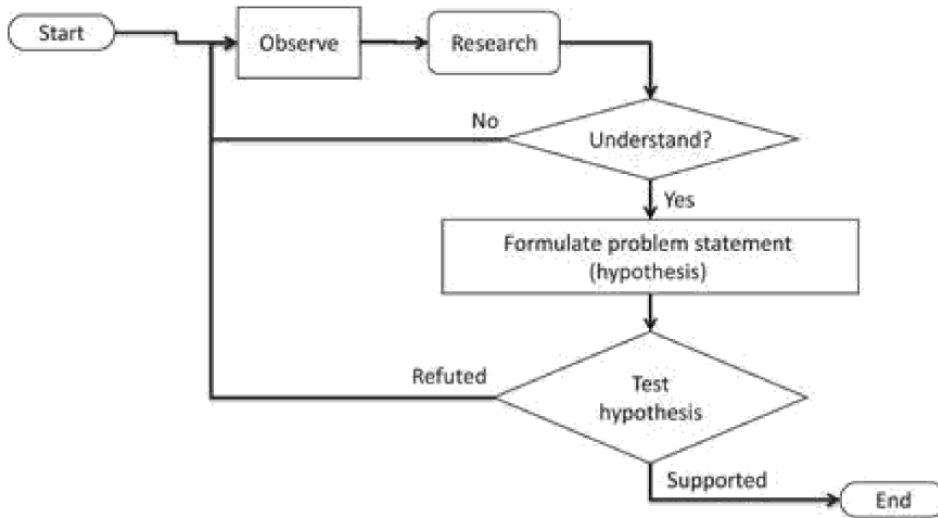 Start
Observe
Research
No
Understand?
Yes
Formulate problem statement
(hypothesis)
Refuted
Test
hypothesis
Supported
End